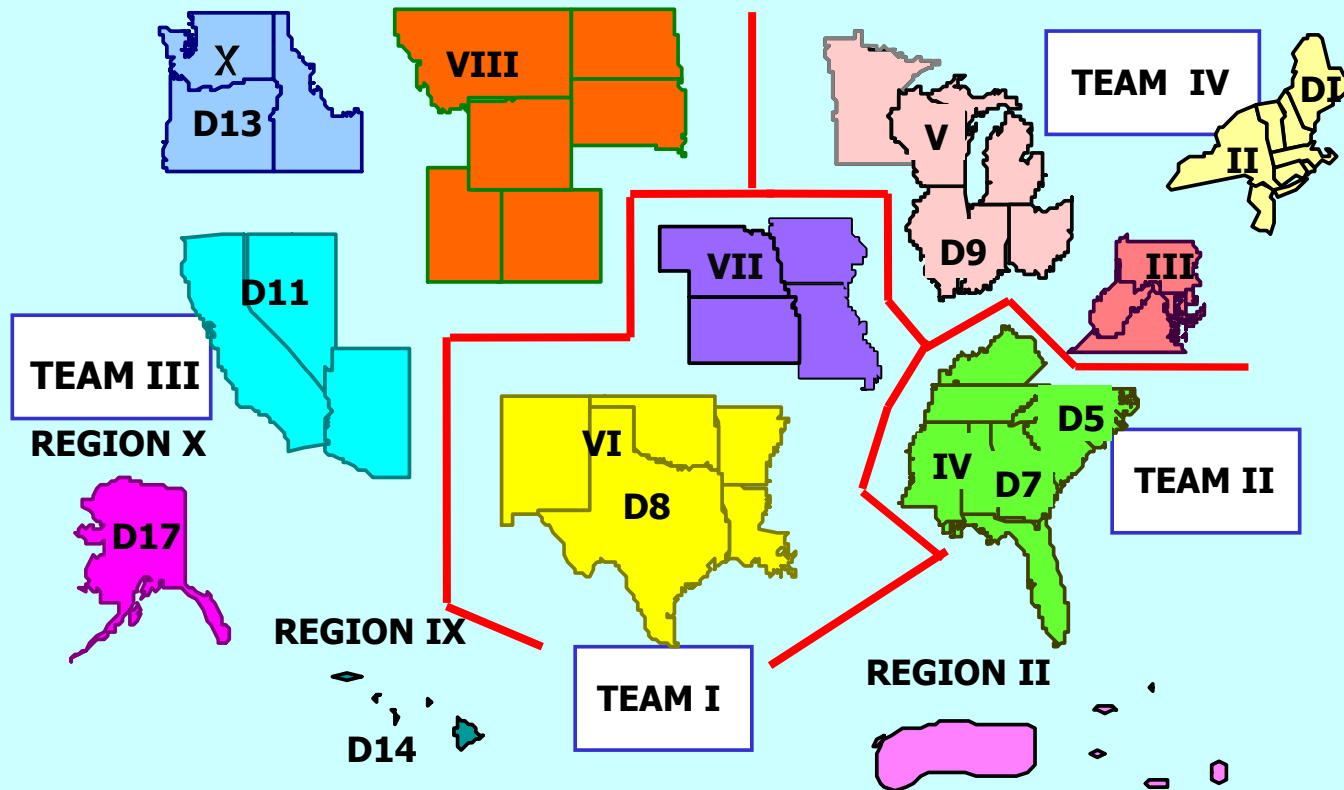 X
D13
VIII
V
D9
TEAM IV
DI
II
III
VII
D11
TEAM III
REGION X
D17
VI
D8
D5
IV
D7
TEAM II
REGION IX
D14
TEAM I
REGION II